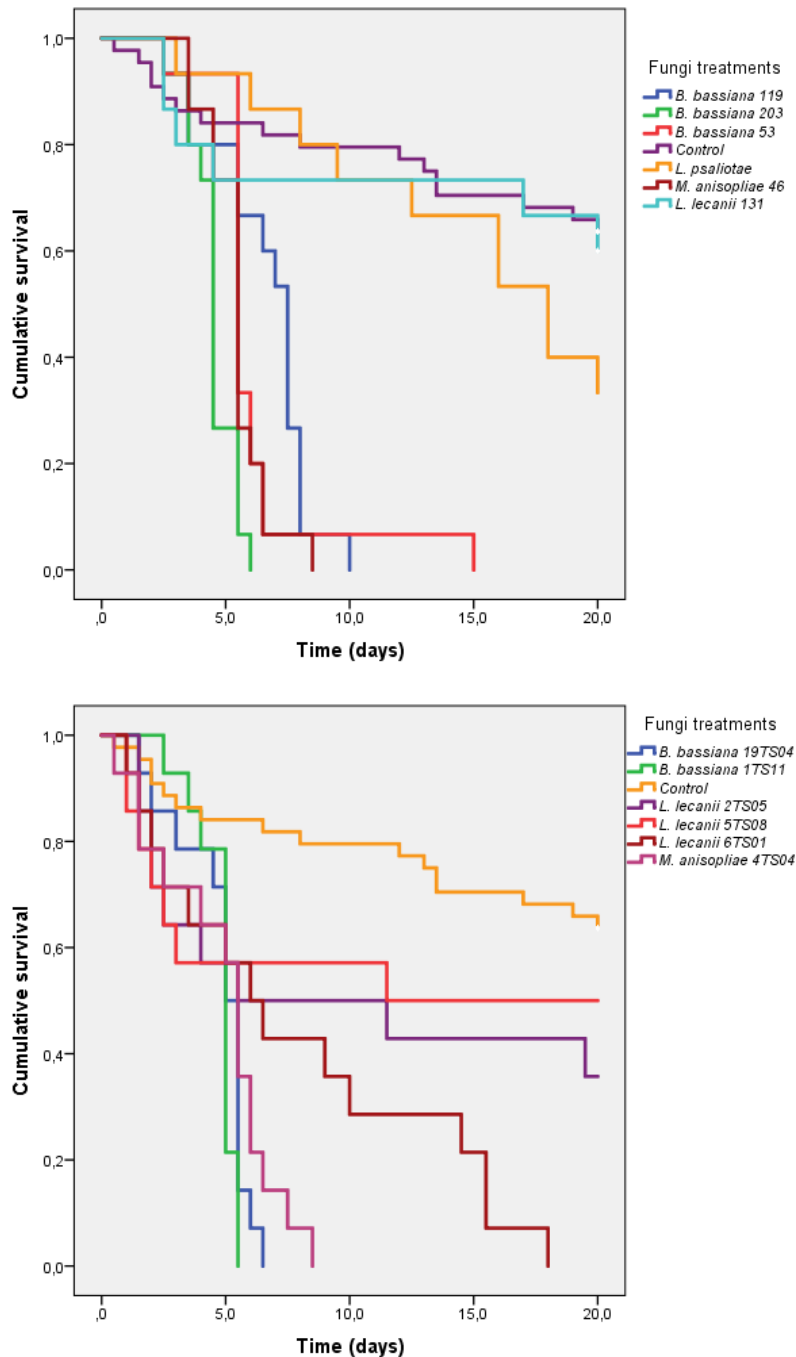 Fungi treatments
B. bassiana 119
B. bassiana 203
B. bassiana 53
Control
L. psaliotae
M. anisopliae 46
L. lecanii 131
Cumulative survival
1,0
0,8
0,6
0,4
0,2
0,0
,0 5,0 10,0 15,0 20,0
Time (days)
Fungi treatments
B. bassiana 19TS04
B. bassiana 1TS11
Control
L. lecanii 2TS05
L. lecanii 5TS08
L. lecanii 6TS01
M. anisopliae 4TS04
Cumulative survival
1,0
0,8
0,6
0,4
0,2
0,0
,0 5,0 10,0 15,0 20,0
Time (days)